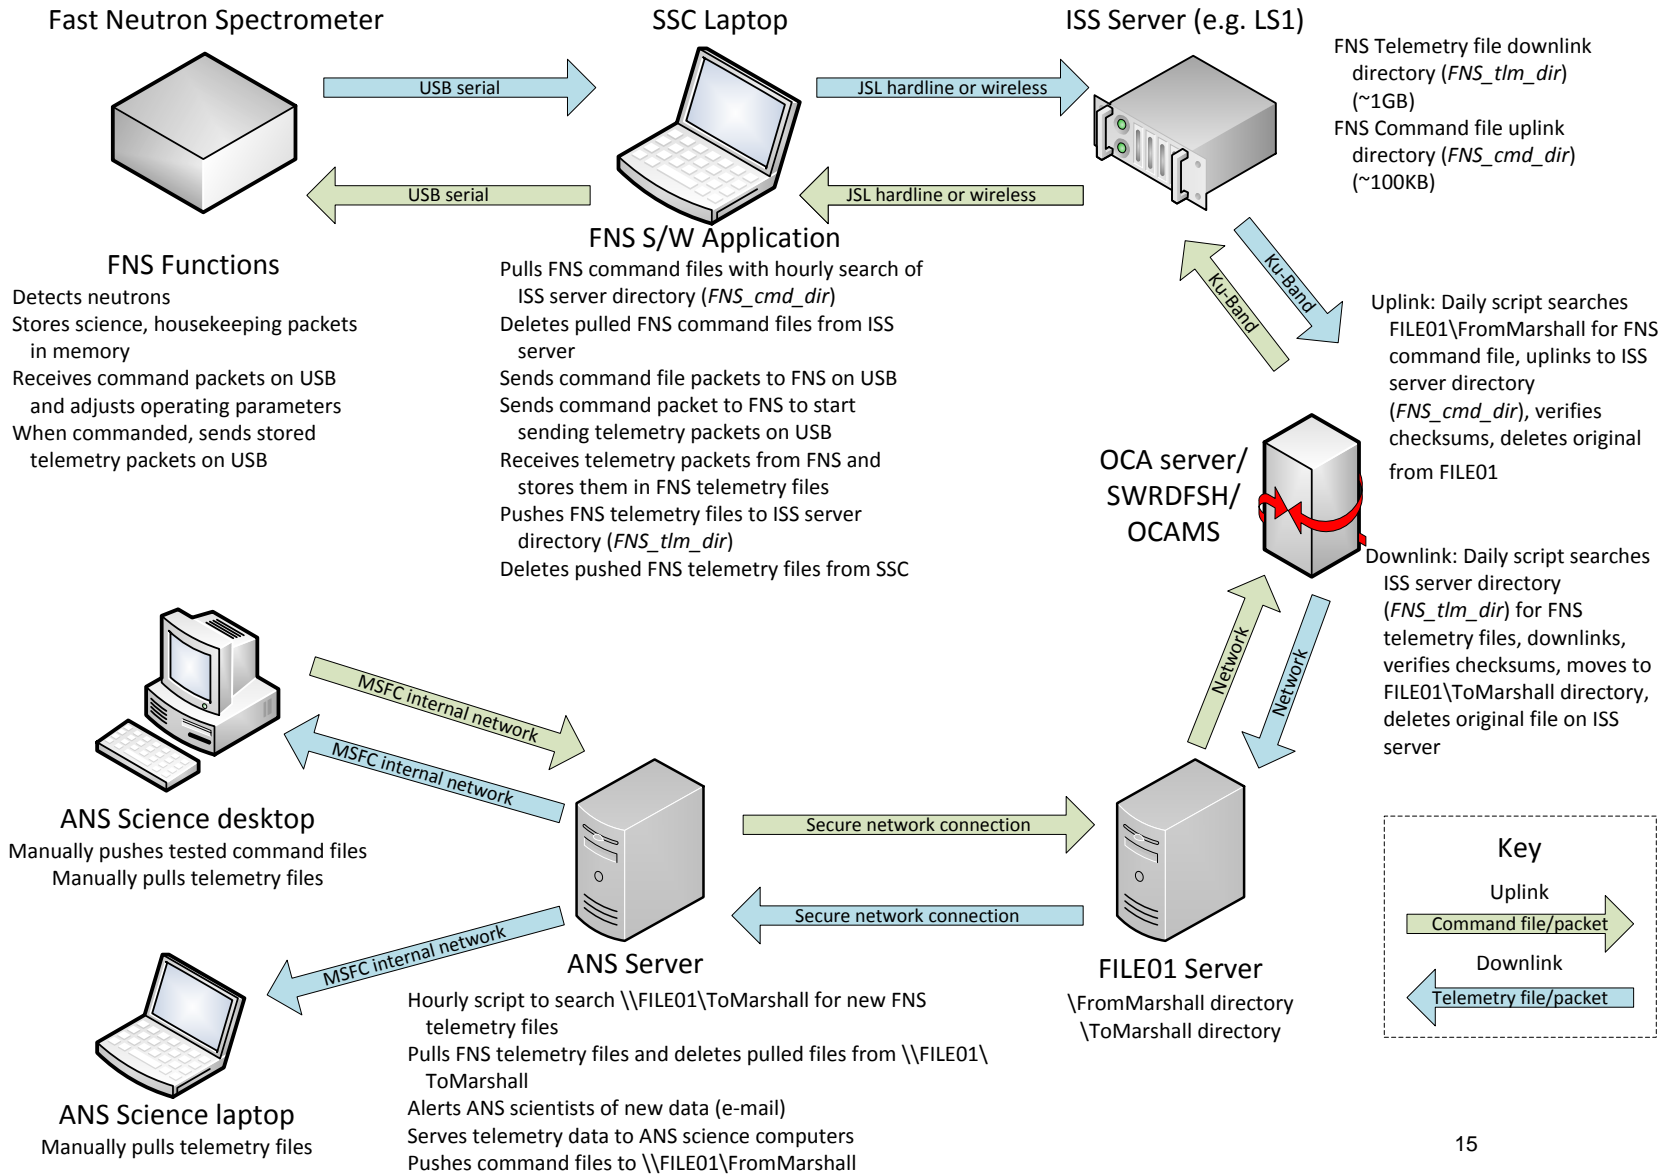 Fast Neutron Spectrometer
SSC Laptop
ISS Server (e.g. LS1)
USB serial
JSL hardline or wireless
USB serial
JSL hardline or wireless
FNS Telemetry file downlink
directory (FNS_tlm_dir)
(~1GB)
FNS Command file uplink
directory (FNS_cmd_dir)
(~100KB)
FNS Functions
Detects neutrons
Stores science, housekeeping packets
in memory
Receives command packets on USB
and adjusts operating parameters
When commanded, sends stored
telemetry packets on USB
FNS S/W Application
Pulls FNS command files with hourly search of
ISS server directory (FNS_cmd_dir)
Deletes pulled FNS command files from ISS
server
Sends command file packets to FNS on USB
Sends command packet to FNS to start
sending telemetry packets on USB
Receives telemetry packets from FNS and
stores them in FNS telemetry files
Pushes FNS telemetry files to ISS server
directory (FNS_tlm_dir)
Deletes pushed FNS telemetry files from SSC
Ku-Band
Ku-Band
Uplink: Daily script searches
FILE01\FromMarshall for FNS
command file, uplinks to ISS
server directory
(FNS_cmd_dir), verifies
checksums, deletes original
from FILE01
OCA server/
SWRDFSH/
OCAMS
Downlink: Daily script searches
ISS server directory
(FNS_tlm_dir) for FNS
telemetry files, downlinks,
verifies checksums, moves to
FILE01\ToMarshall directory,
deletes original file on ISS
server
Network
Network
MSFC internal network
MSFC internal network
ANS Science desktop
Manually pushes tested command files
Manually pulls telemetry files
Secure network connection
Secure network connection
MSFC internal network
ANS Science laptop
Manually pulls telemetry files
ANS Server
Hourly script to search \\FILE01\ToMarshall for new FNS
telemetry files
Pulls FNS telemetry files and deletes pulled files from \\FILE01\
ToMarshall
Alerts ANS scientists of new data (e-mail)
Serves telemetry data to ANS science computers
Pushes command files to \\FILE01\FromMarshall
FILE01 Server
\FromMarshall directory
\ToMarshall directory
Key
Uplink
Command file/packet
Downlink
Telemetry file/packet
15